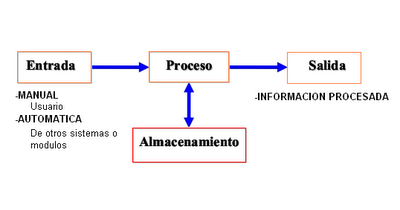 Entrada
Proceso
Salida
-MANUAL
Usuario
-AUTOMATICA
De otros sistemas o
modulos
-INFORMACION PROCESADA
Almacenamiento